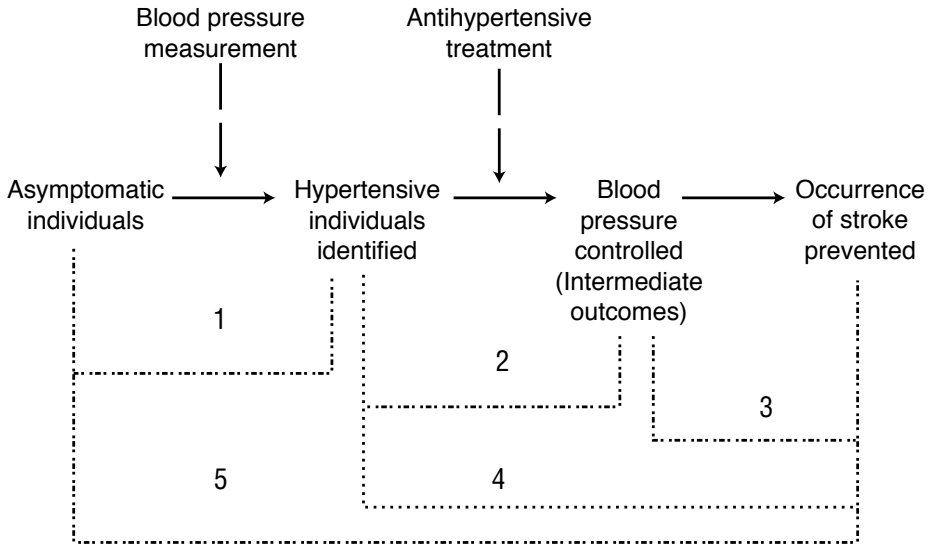 Blood pressure
measurement
Antihypertensive
treatment
Asymptomatic
individuals
Hypertensive
individuals
identified
Blood
pressure
controlled
(Intermediate
outcomes)
Occurrence
of stroke
prevented
1
2
3
4
5